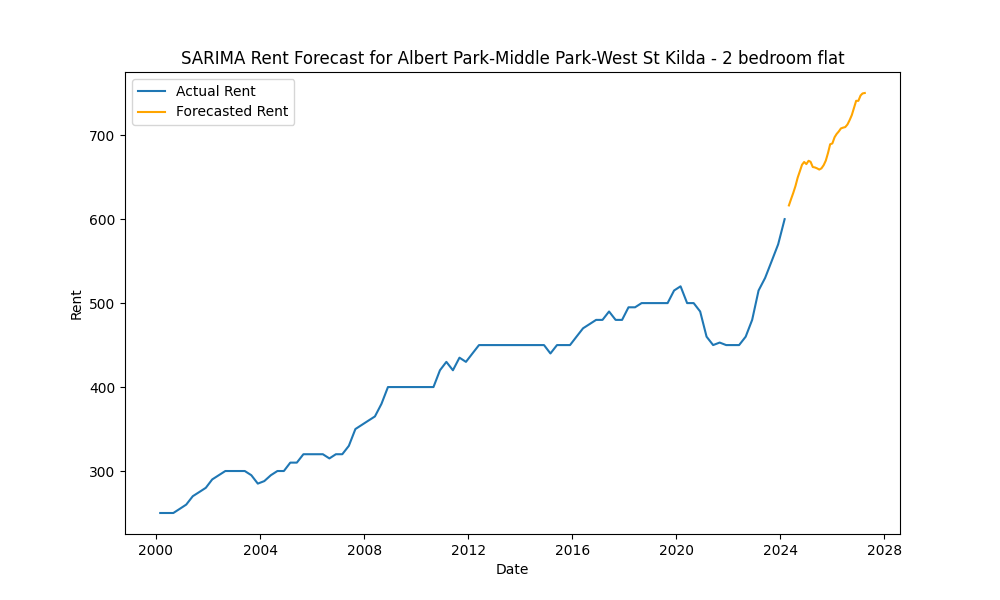 SARIMA Rent Forecast for Albert Park-Middle Park-West St Kilda - 2 bedroom flat
Actual Rent
Forecasted Rent
700
600
500
400
300
Rent
2000 2004 2008 2012 2016 2020 2024 2028
Date